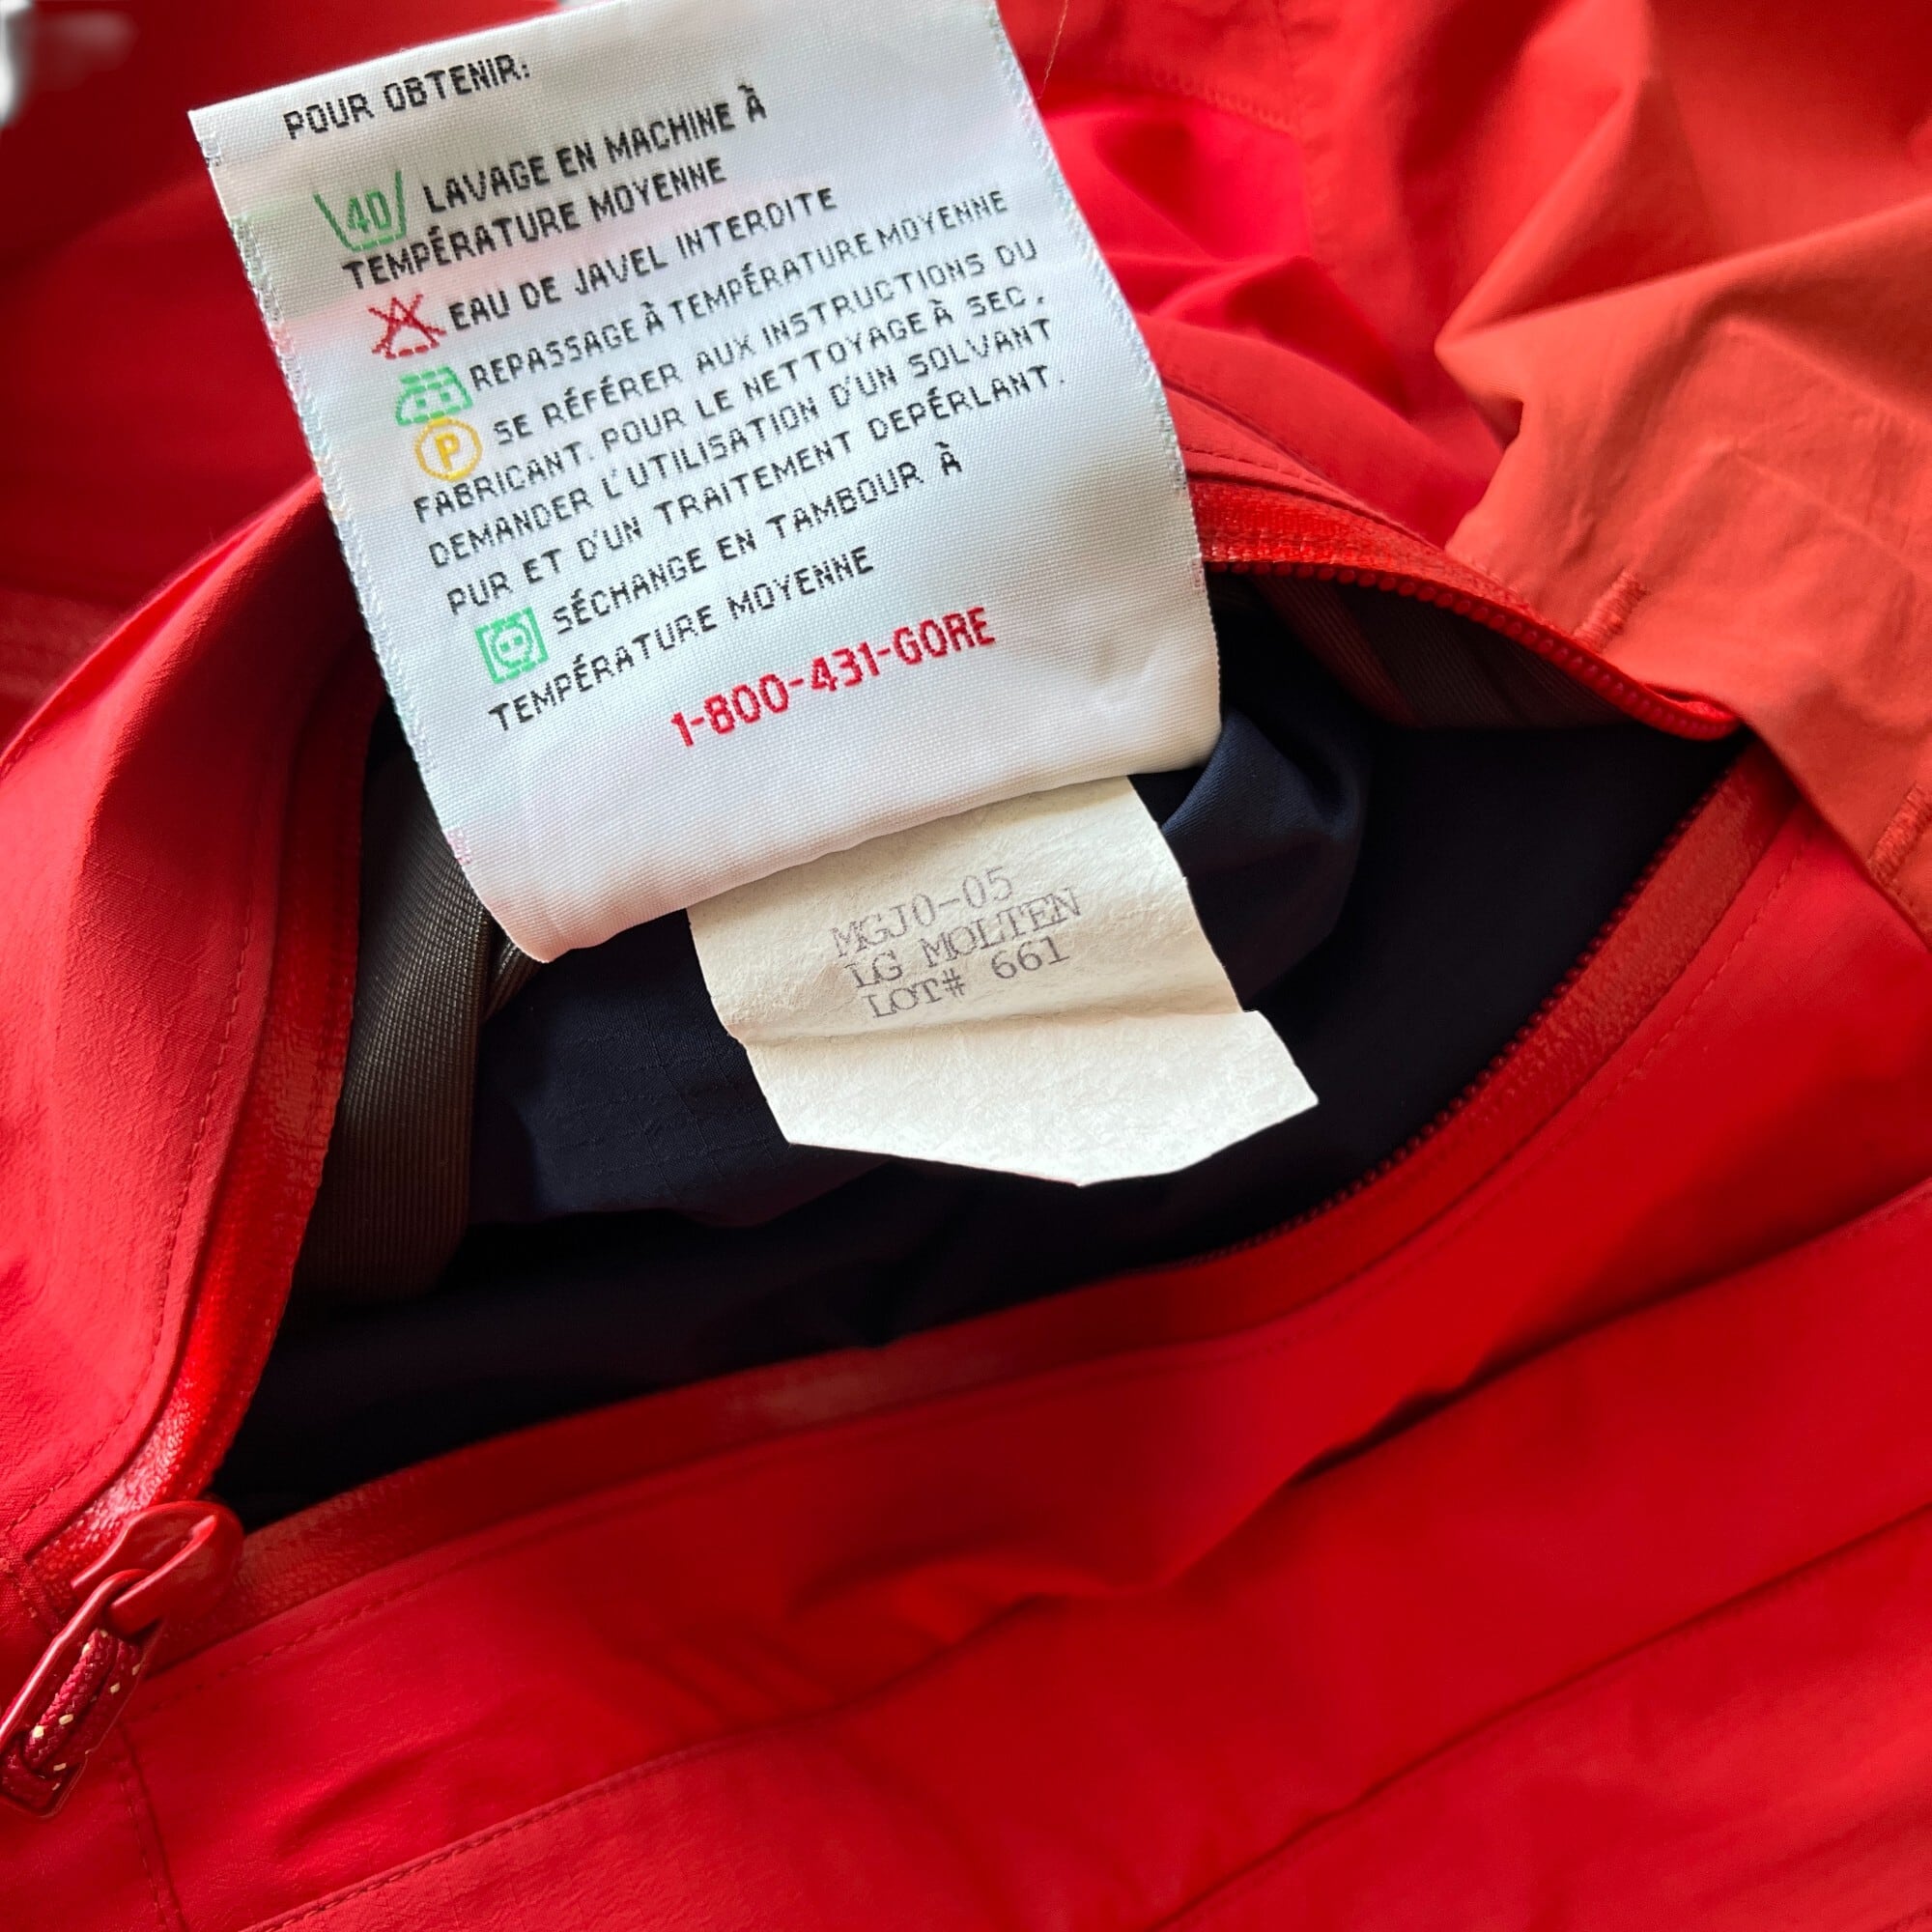 POUR OBTENIR:
40 LAVAGE EN MACHINE À
TEMPÉRATURE MOYENNE
EAU DE JAVEL INTERDITE
REPASSAGE À TEMPÉRATURE MOYENNE
P SE RÉFÉRER AUX INSTRUCTIONS DU
FABRICANT. POUR LE NETTOYAGE À SEC,
DEMANDER L'UTILISATION D'UN SOLVANT
PUR ET D'UN TRAITEMENT DEPÉRLANT.
SÉCHANGE EN TAMBOUR À
TEMPÉRATURE MOYENNE
1-800-431-GORE
MGJ0-05
LG MOLTEN
LOT# 661